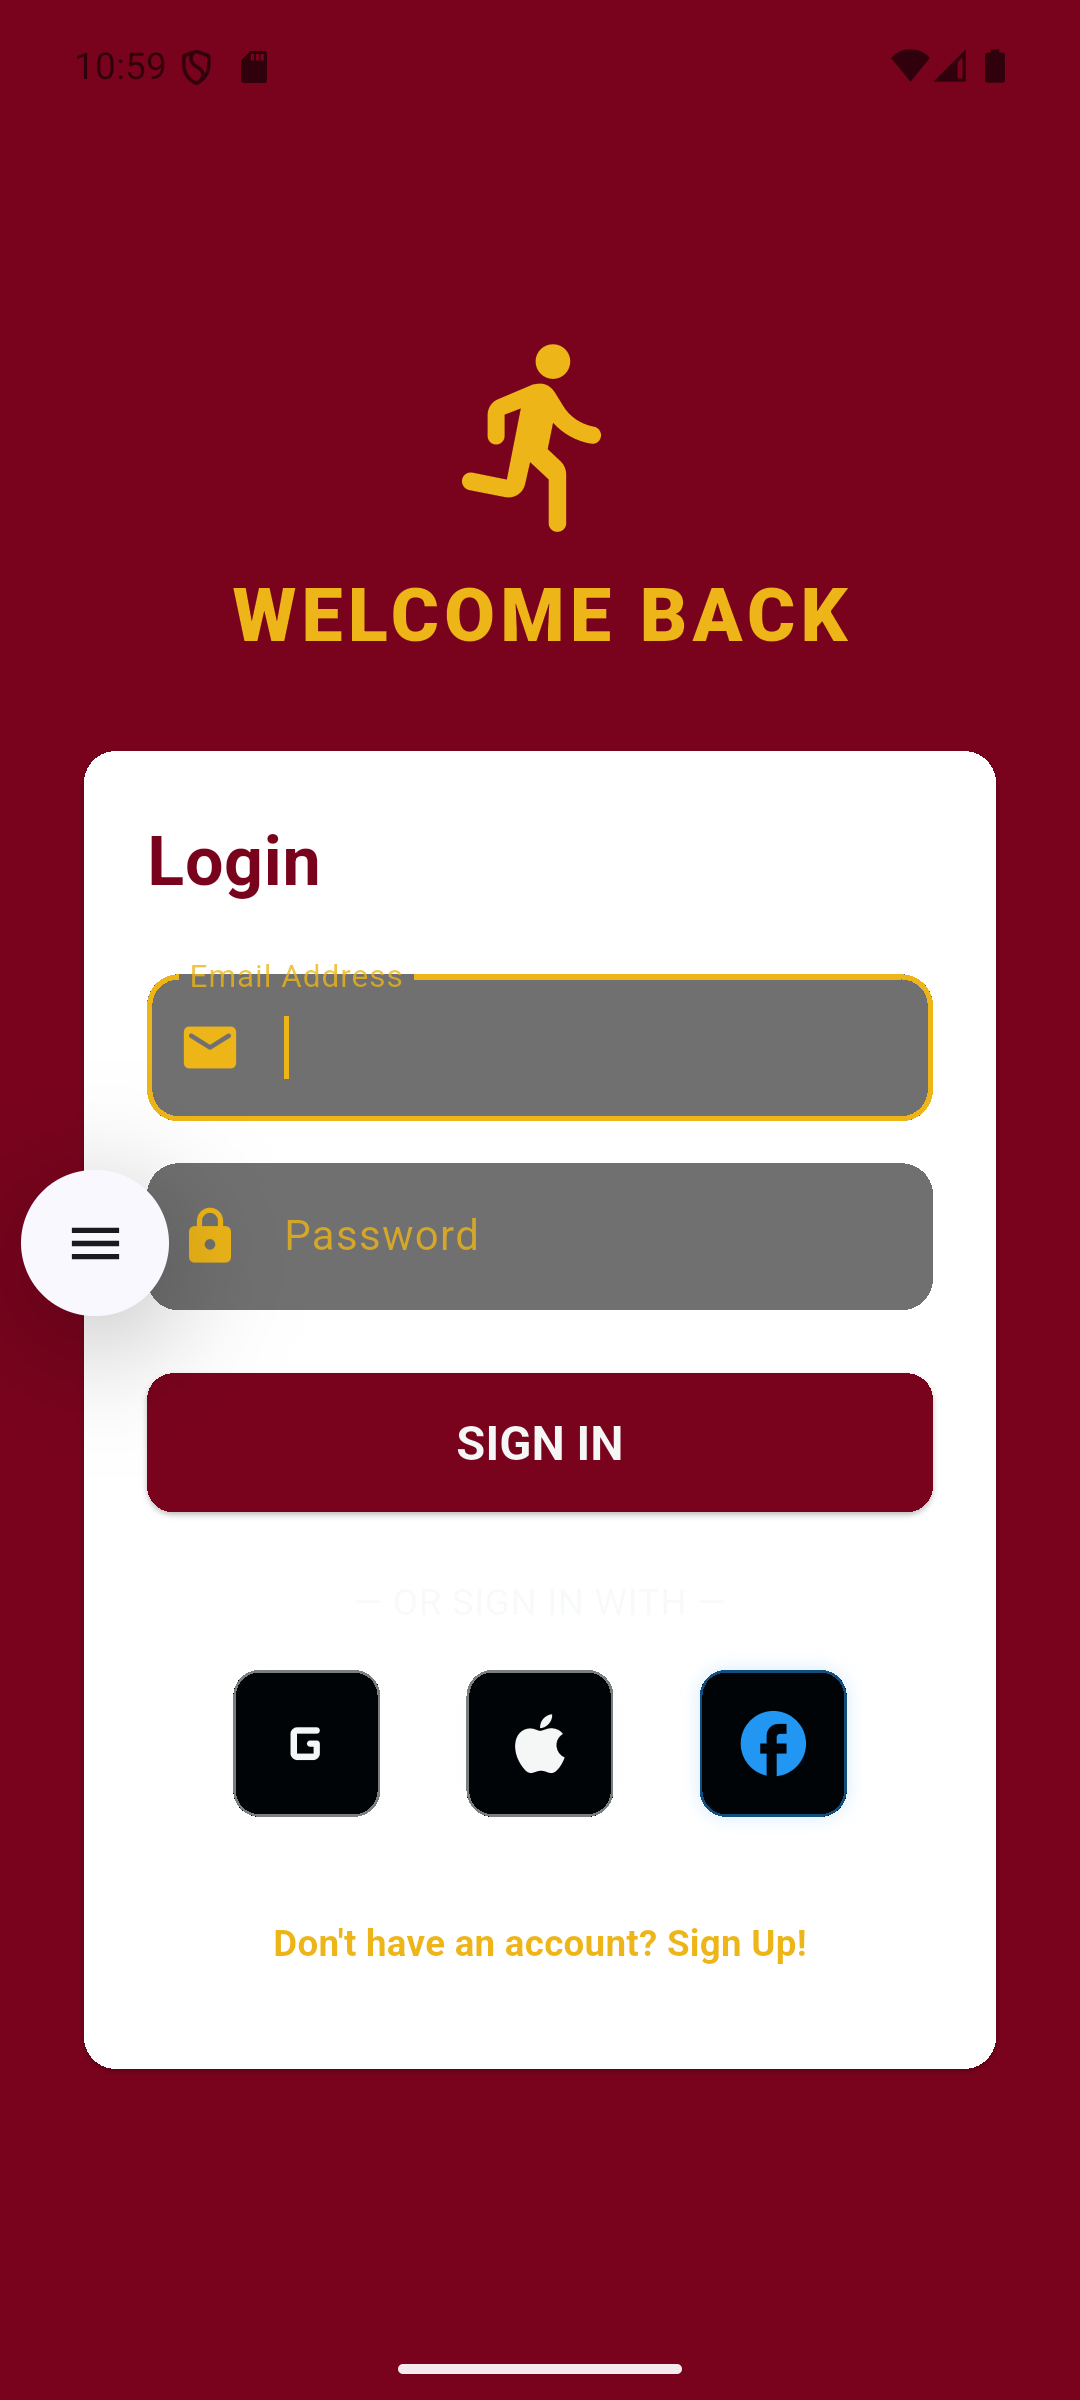 10:59
WELCOME BACK
Login
Email Address
Password
SIGN IN
— OR SIGN IN WITH —
G
Don't have an account? Sign Up!